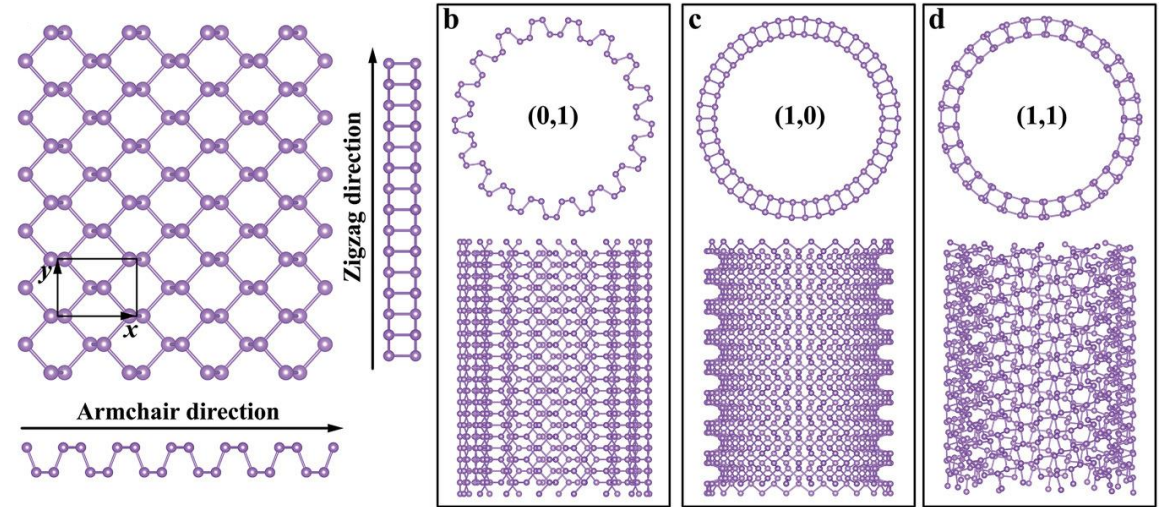 b
c
d
(0,1)
(1,0)
(1,1)
Zigzag direction
y
x
Armchair direction